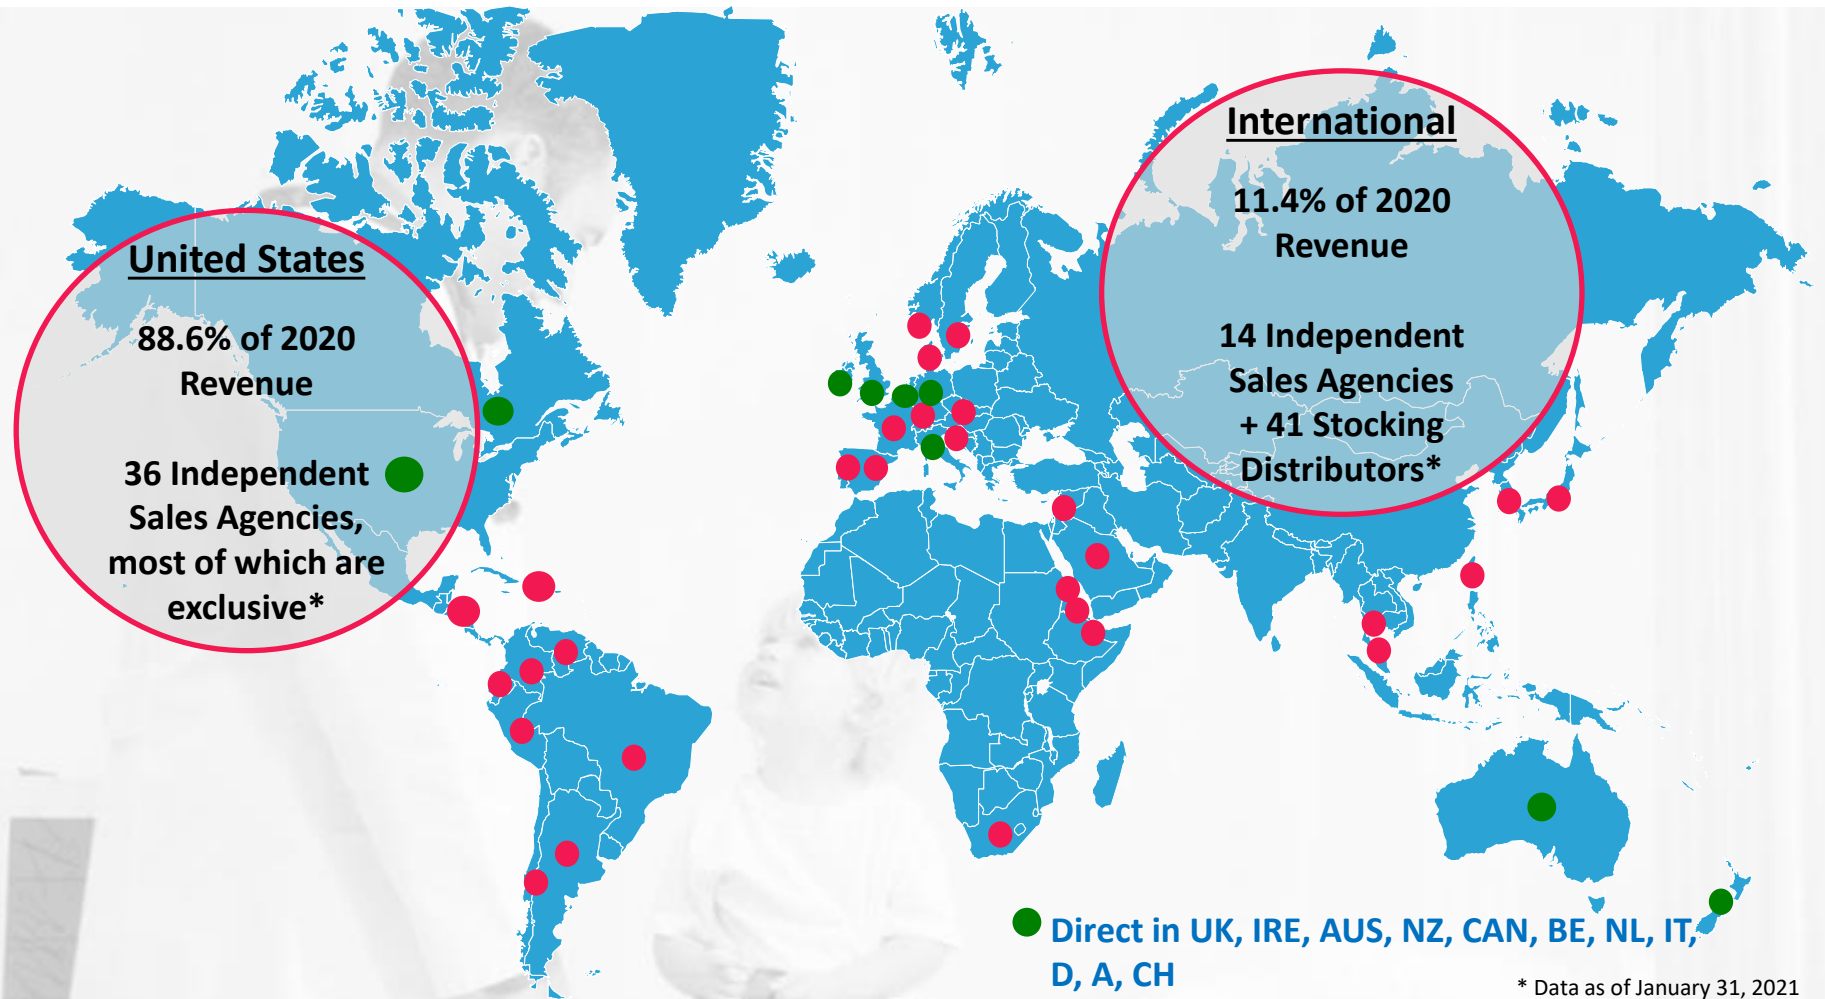 United States
88.6% of 2020
Revenue
36 Independent
Sales Agencies,
most of which are
exclusive*
International
11.4% of 2020
Revenue
14 Independent
Sales Agencies
+ 41 Stocking
Distributors*
Direct in UK, IRE, AUS, NZ, CAN, BE, NL, IT,
D, A, CH
* Data as of January 31, 2021